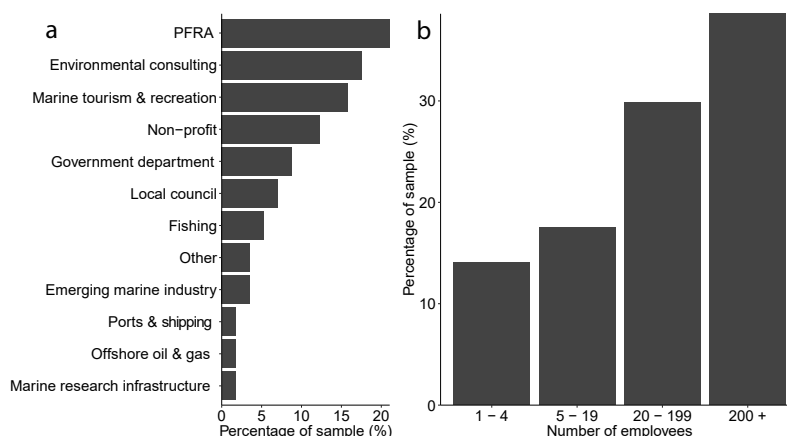 a
PFRA
Environmental consulting
Marine tourism & recreation
Non−profit
Government department
Local council
Fishing
Other
Emerging marine industry
Ports & shipping
Offshore oil & gas
Marine research infrastructure
0 5 10 15 20
Percentage of sample (%)
b
Percentage of sample (%)
30
20
10
0
1 − 4 5 − 19 20 − 199 200 +
Number of employees